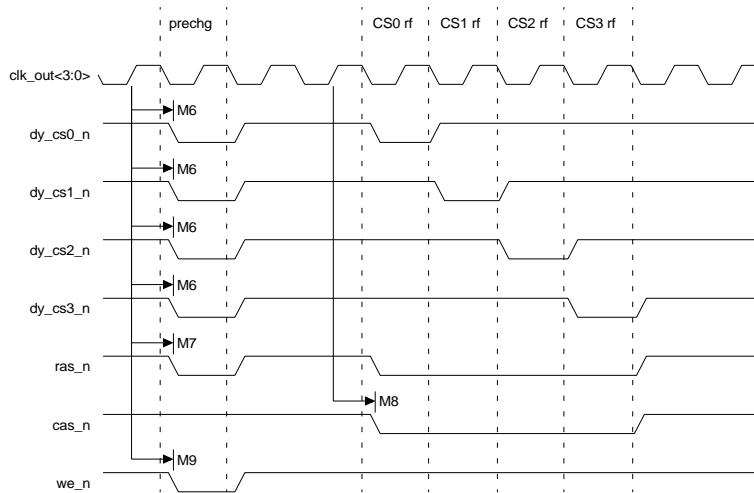 prechg CS0 rf CS1 rf CS2 rf CS3 rf
clk_out<3:0>
M6
dy_cs0_n
M6
dy_cs1_n
M6
dy_cs2_n
M6
dy_cs3_n
M7
ras_n
M8
cas_n
M9
we_n